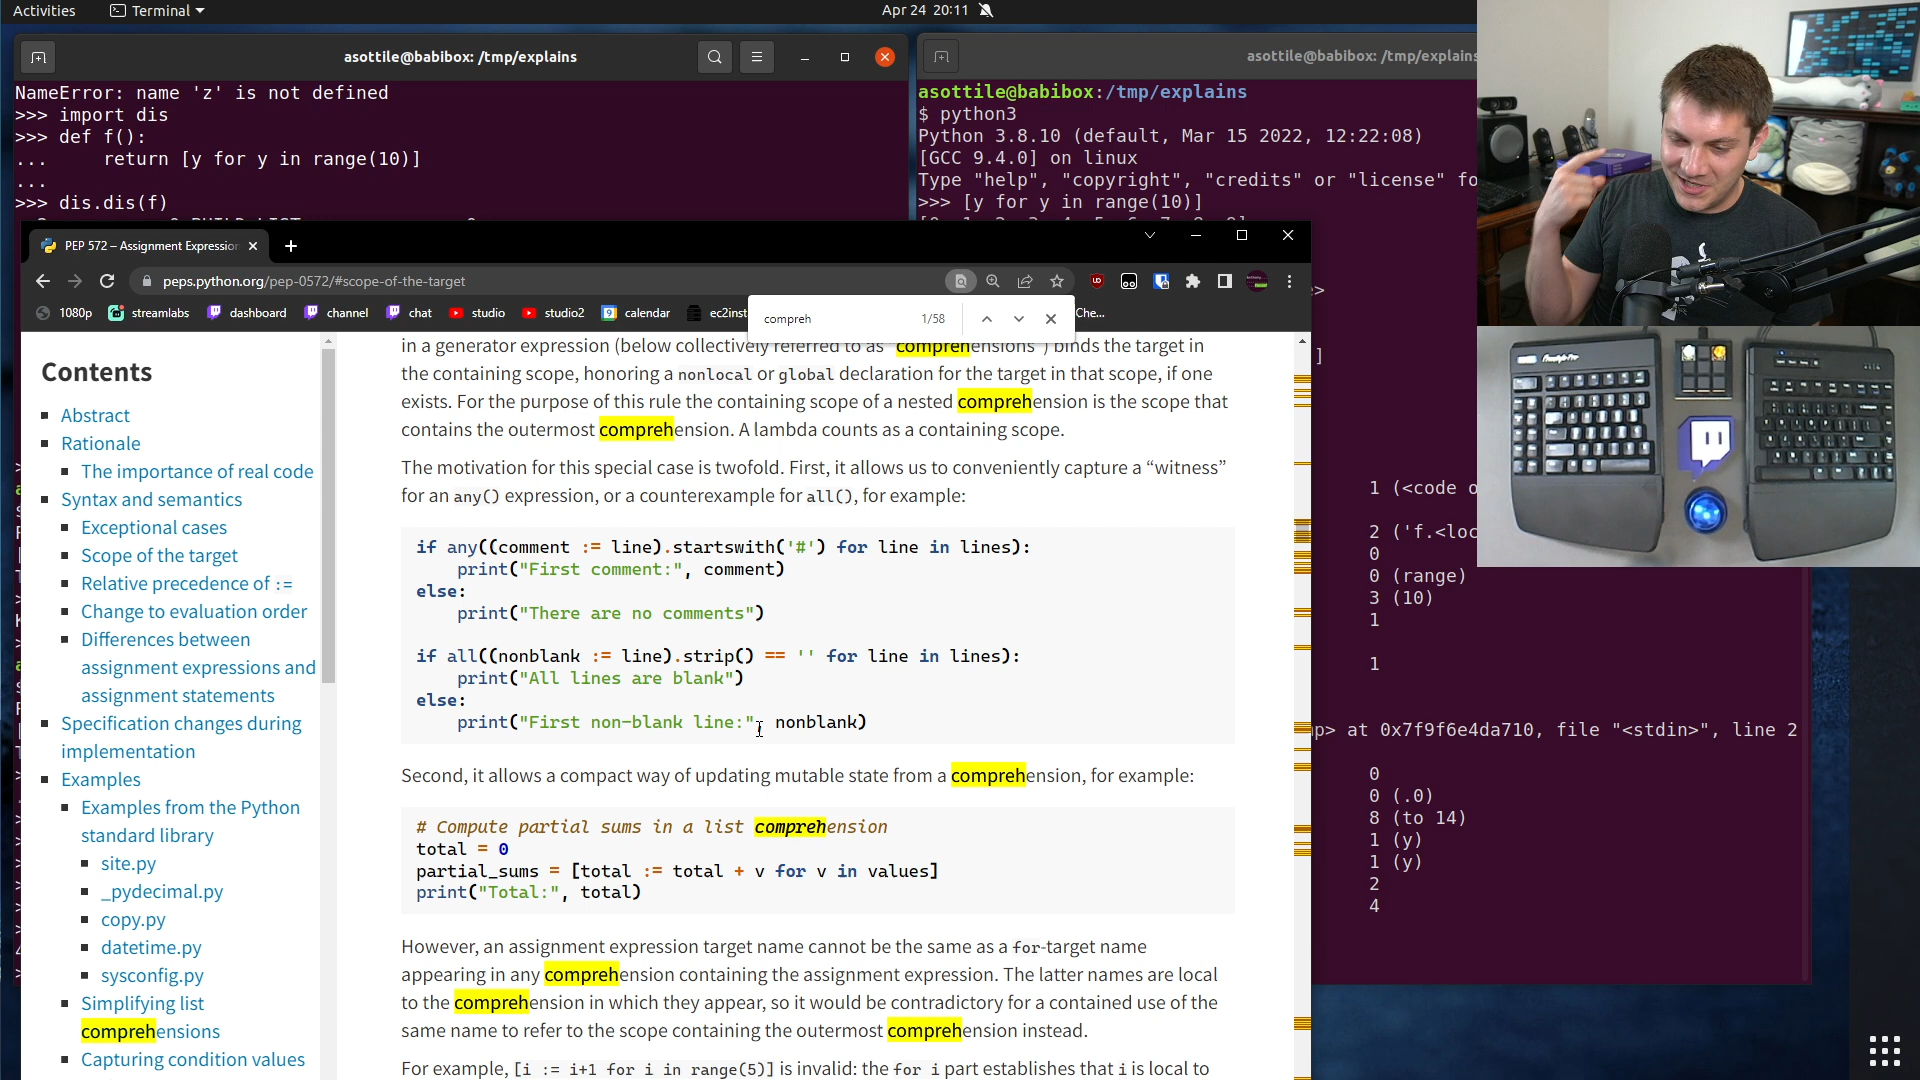 Activities
Terminal
Apr 24 20:11
asottile@babibox: /tmp/explains
NameError: name 'z' is not defined
>>> import dis
>>> def f():
...     return [y for y in range(10)]
...
>>> dis.dis(f)
asottile@babibox: /tmp/explains
asottile@babibox:/tmp/explains
$ python3
Python 3.8.10 (default, Mar 15 2022, 12:22:08)
[GCC 9.4.0] on linux
Type "help", "copyright", "credits" or "license" fo
>>> [y for y in range(10)]
PEP 572 – Assignment Expression
peps.python.org/pep-0572/#scope-of-the-target
1080p
streamlabs
dashboard
channel
chat
studio
studio2
calendar
ec2inst
Che...
compreh
1/58
Contents
Abstract
Rationale
The importance of real code
Syntax and semantics
Exceptional cases
Scope of the target
Relative precedence of :=
Change to evaluation order
Differences between
assignment expressions and
assignment statements
Specification changes during
implementation
Examples
Examples from the Python
standard library
site.py
_pydecimal.py
copy.py
datetime.py
sysconfig.py
Simplifying list
comprehensions
Capturing condition values
in a generator expression (below collectively referred to as “comprehensions”) binds the target in
the containing scope, honoring a nonlocal or global declaration for the target in that scope, if one
exists. For the purpose of this rule the containing scope of a nested comprehension is the scope that
contains the outermost comprehension. A lambda counts as a containing scope.
The motivation for this special case is twofold. First, it allows us to conveniently capture a “witness”
for an any() expression, or a counterexample for all(), for example:
if any((comment := line).startswith('#') for line in lines):
    print("First comment:", comment)
else:
    print("There are no comments")
if all((nonblank := line).strip() == '' for line in lines):
    print("All lines are blank")
else:
    print("First non-blank line:", nonblank)
Second, it allows a compact way of updating mutable state from a comprehension, for example:
# Compute partial sums in a list comprehension
total = 0
partial_sums = [total := total + v for v in values]
print("Total:", total)
However, an assignment expression target name cannot be the same as a for-target name
appearing in any comprehension containing the assignment expression. The latter names are local
to the comprehension in which they appear, so it would be contradictory for a contained use of the
same name to refer to the scope containing the outermost comprehension instead.
For example, [i := i+1 for i in range(5)] is invalid: the for i part establishes that i is local to
>
]
1 (<code o
2 ('f.<loc
0
0 (range)
3 (10)
1
1
p> at 0x7f9f6e4da710, file "<stdin>", line 2
0
0 (.0)
8 (to 14)
1 (y)
1 (y)
2
4